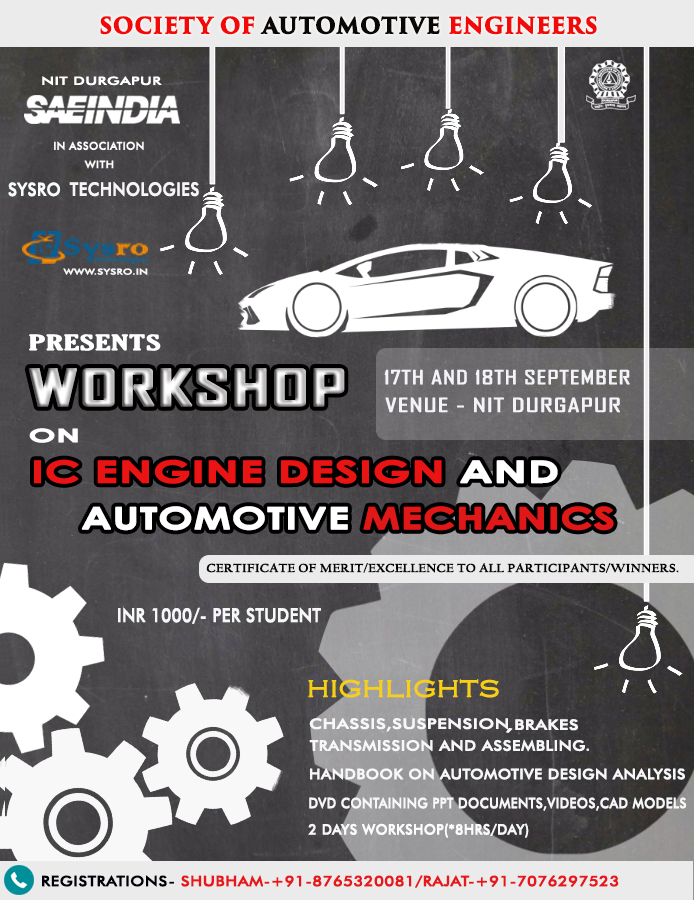 SOCIETY OF AUTOMOTIVE ENGINEERS
NIT DURGAPUR
SAEINDIA
IN ASSOCIATION
WITH
SYSRO TECHNOLOGIES
Sysro
WWW.SYSRO.IN
PRESENTS
WORKSHOP
17TH AND 18TH SEPTEMBER
VENUE - NIT DURGAPUR
ON
IC ENGINE DESIGN AND
AUTOMOTIVE MECHANICS
CERTIFICATE OF MERIT/EXCELLENCE TO ALL PARTICIPANTS/WINNERS.
INR 1000/- PER STUDENT
HIGHLIGHTS
CHASSIS,SUSPENSION,BRAKES
TRANSMISSION AND ASSEMBLING.
HANDBOOK ON AUTOMOTIVE DESIGN ANALYSIS
DVD CONTAINING PPT DOCUMENTS,VIDEOS,CAD MODELS
2 DAYS WORKSHOP(*8HRS/DAY)
REGISTRATIONS- SHUBHAM-+91-8765320081/RAJAT-+91-7076297523